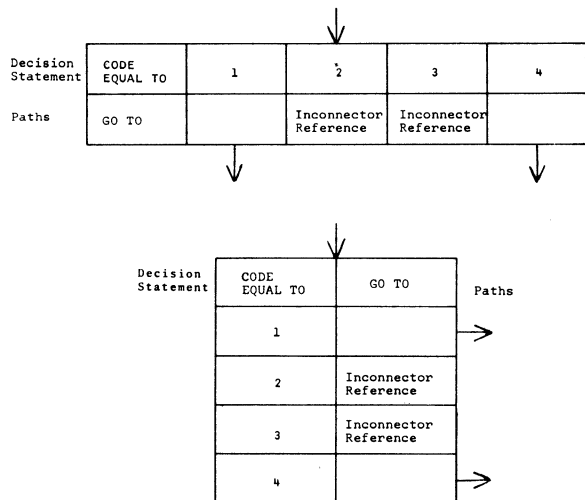 Decision
Statement
CODE
EQUAL TO
1
2
3
4
Paths
GO TO
Inconnector
Reference
Inconnector
Reference
Decision
Statement
CODE
EQUAL TO
GO TO
Paths
1
2
Inconnector
Reference
3
Inconnector
Reference
4